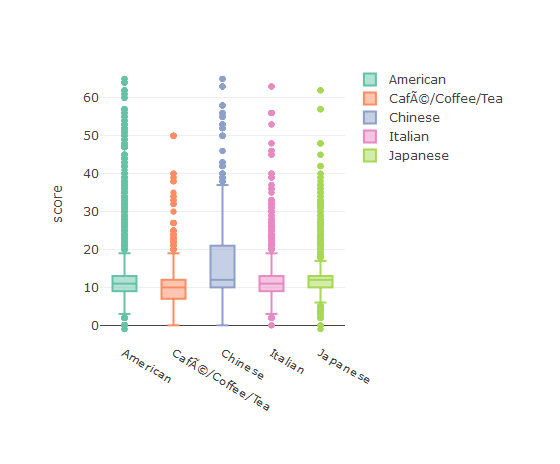 60
50
40
30
20
10
0
score
American
CafÃ©/Coffee/Tea
Chinese
Italian
Japanese
American
CafÃ©/Coffee/Tea
Chinese
Italian
Japanese